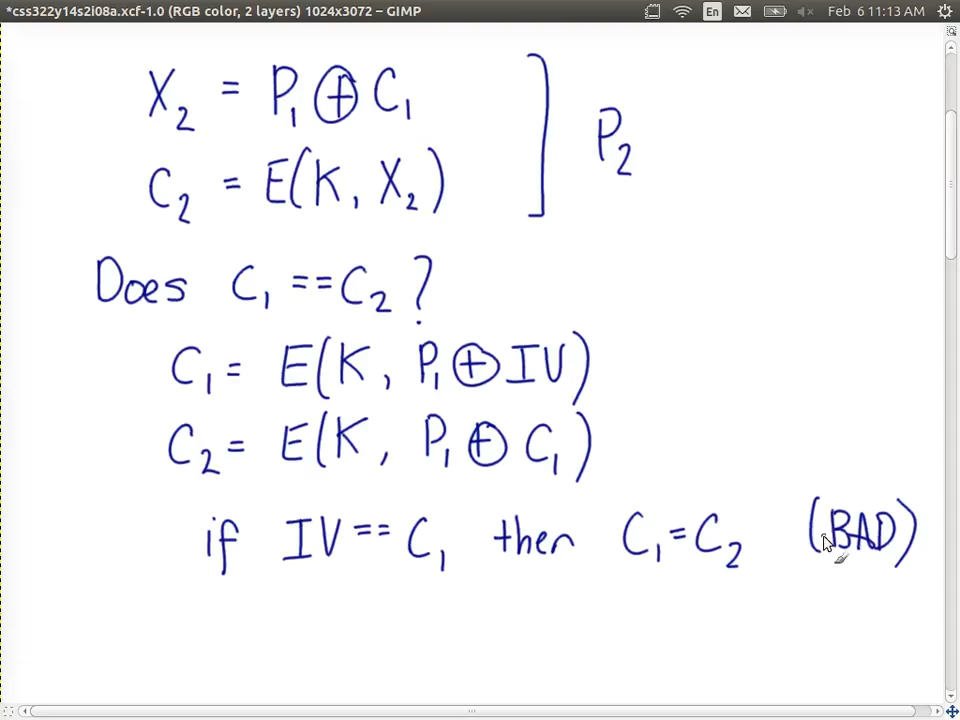 *css322y14s2i08a.xcf-1.0 (RGB color, 2 layers) 1024x3072 – GIMP En Feb 6 11:13 AM
X₂ = P₁ ⊕ C₁
C₂ = E(K, X₂)
P₂
Does C₁ == C₂ ?
C₁ = E(K, P₁ ⊕ IV)
C₂ = E(K, P₁ ⊕ C₁)
if IV == C₁ then C₁ = C₂ (BAD)